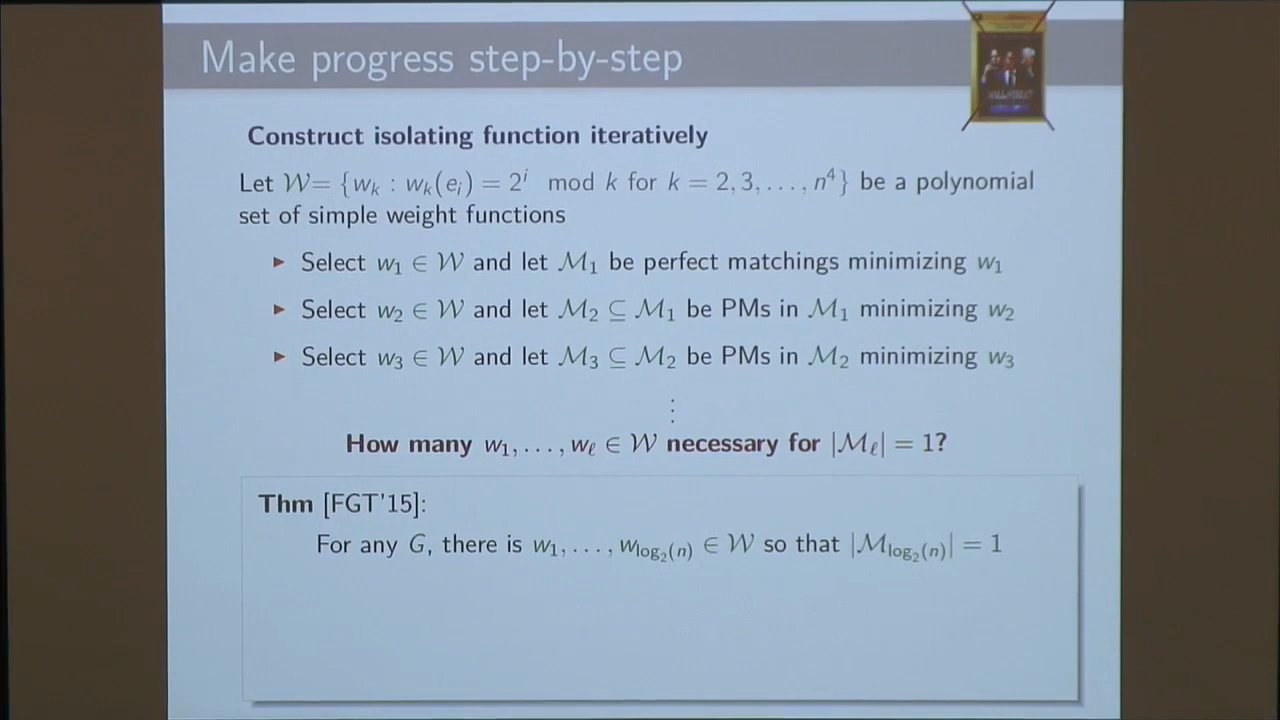 Make progress step-by-step
Construct isolating function iteratively
Let 𝒲= {w_k : w_k(e_i) = 2^i mod k for k = 2, 3, . . . , n^4} be a polynomial
set of simple weight functions
▶ Select w_1 ∈ 𝒲 and let ℳ_1 be perfect matchings minimizing w_1
▶ Select w_2 ∈ 𝒲 and let ℳ_2 ⊆ ℳ_1 be PMs in ℳ_1 minimizing w_2
▶ Select w_3 ∈ 𝒲 and let ℳ_3 ⊆ ℳ_2 be PMs in ℳ_2 minimizing w_3
⋮
How many w_1, . . . , w_ℓ ∈ 𝒲 necessary for |ℳ_ℓ| = 1?
Thm [FGT'15]:
For any G, there is w_1, . . . , w_{log_2(n)} ∈ 𝒲 so that |ℳ_{log_2(n)}| = 1